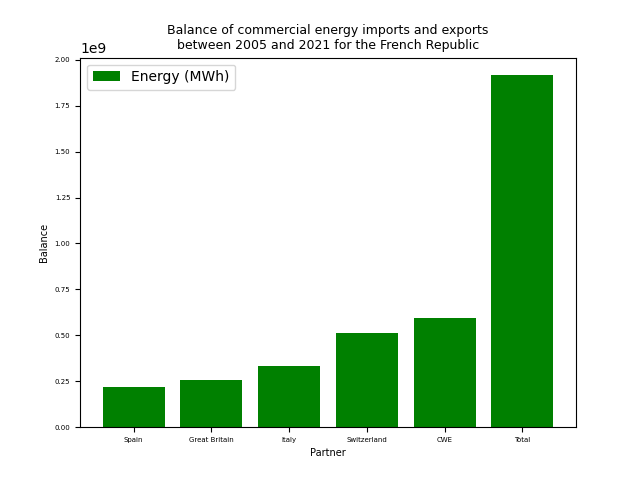 Balance of commercial energy imports and exports
between 2005 and 2021 for the French Republic
1e9
2.00
1.75
1.50
1.25
1.00
0.75
0.50
0.25
0.00
Balance
Energy (MWh)
Spain Great Britain Italy Switzerland CWE Total
Partner